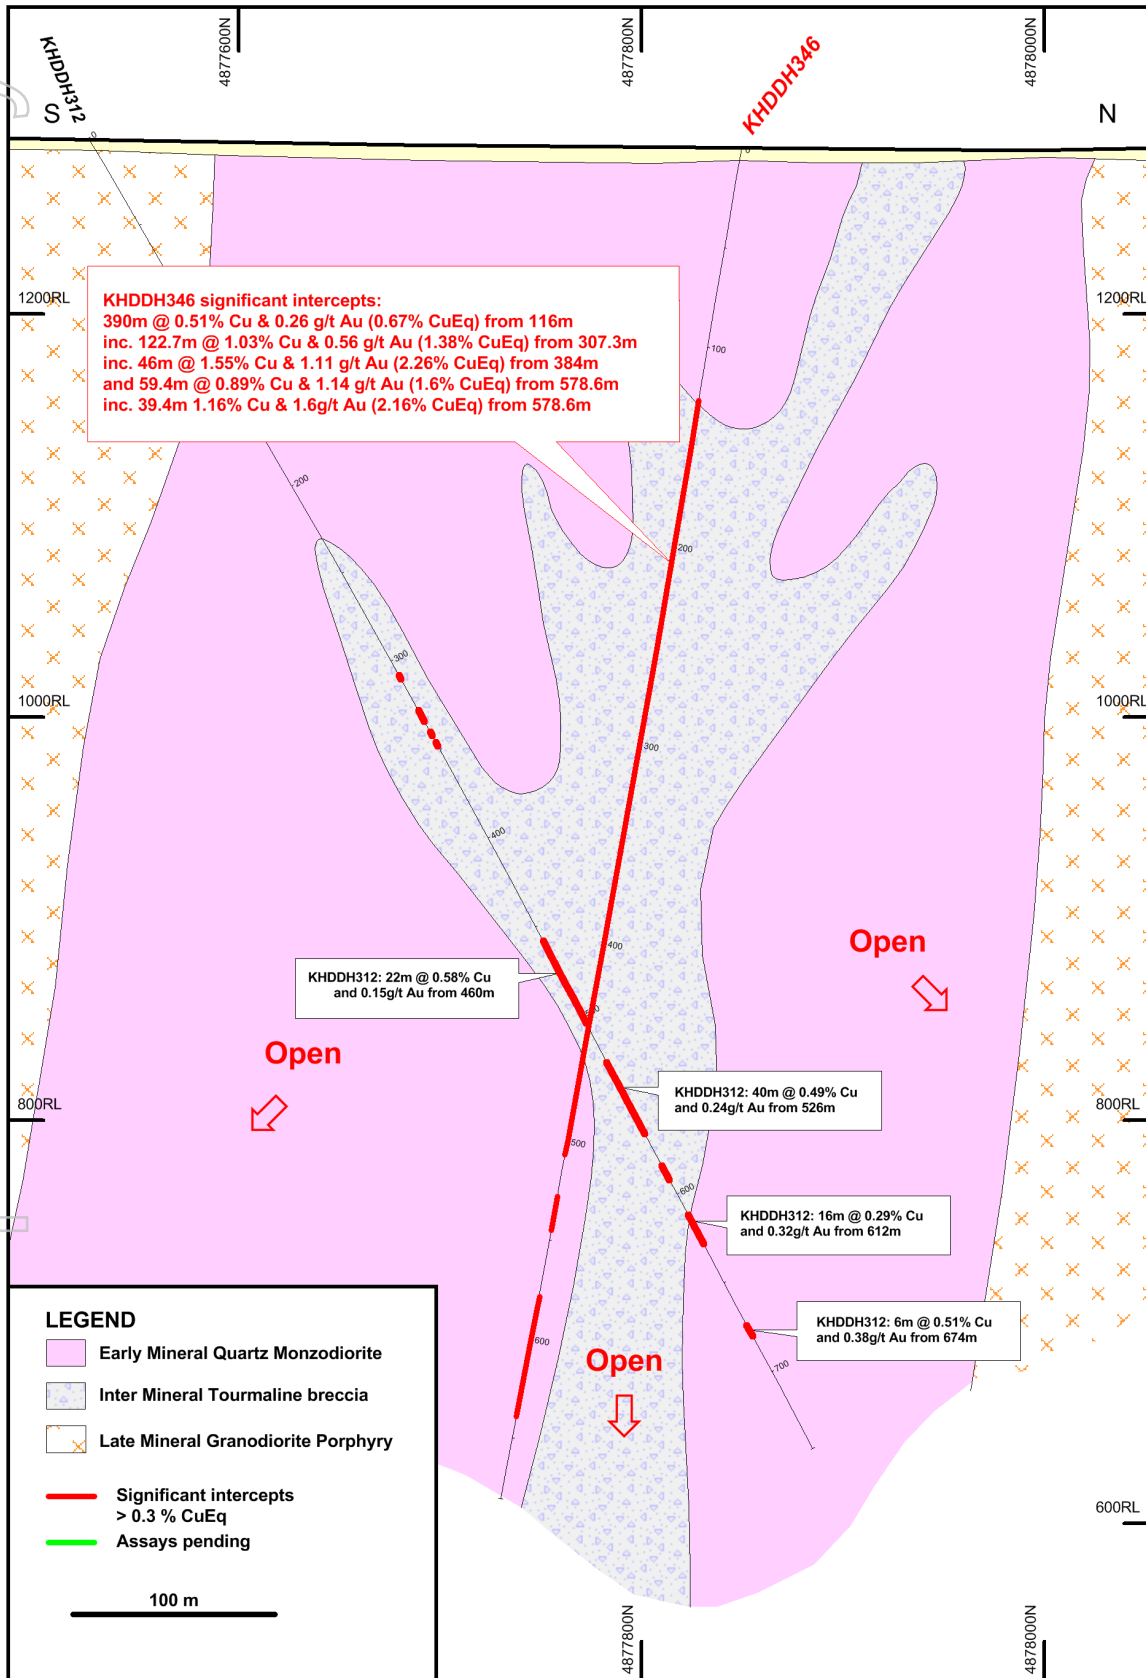 4877600N
4877800N
4878000N
KHDDH312
KHDDH346
S
N
0
0
1200RL
1200RL
KHDDH346 significant intercepts:
390m @ 0.51% Cu & 0.26 g/t Au (0.67% CuEq) from 116m
inc. 122.7m @ 1.03% Cu & 0.56 g/t Au (1.38% CuEq) from 307.3m
inc. 46m @ 1.55% Cu & 1.11 g/t Au (2.26% CuEq) from 384m
and 59.4m @ 0.89% Cu & 1.14 g/t Au (1.6% CuEq) from 578.6m
inc. 39.4m 1.16% Cu & 1.6g/t Au (2.16% CuEq) from 578.6m
100
200
200
300
1000RL
1000RL
300
400
400
Open
KHDDH312: 22m @ 0.58% Cu
and 0.15g/t Au from 460m
Open
KHDDH312: 40m @ 0.49% Cu
and 0.24g/t Au from 526m
800RL
800RL
500
600
KHDDH312: 16m @ 0.29% Cu
and 0.32g/t Au from 612m
KHDDH312: 6m @ 0.51% Cu
and 0.38g/t Au from 674m
600
Open
700
LEGEND
Early Mineral Quartz Monzodiorite
Inter Mineral Tourmaline breccia
Late Mineral Granodiorite Porphyry
Significant intercepts
> 0.3 % CuEq
Assays pending
100 m
600RL
4877800N
4878000N